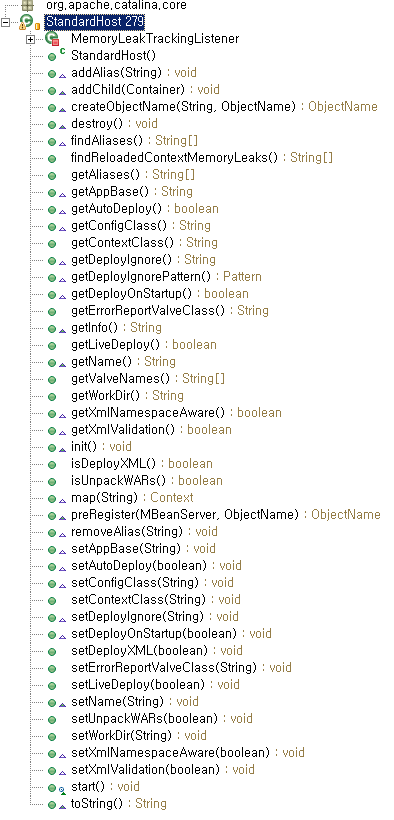 org.apache.catalina.core
StandardHost 279
MemoryLeakTrackingListener
StandardHost()
addAlias(String) : void
addChild(Container) : void
createObjectName(String, ObjectName) : ObjectName
destroy() : void
findAliases() : String[]
findReloadedContextMemoryLeaks() : String[]
getAliases() : String[]
getAppBase() : String
getAutoDeploy() : boolean
getConfigClass() : String
getContextClass() : String
getDeployIgnore() : String
getDeployIgnorePattern() : Pattern
getDeployOnStartup() : boolean
getErrorReportValveClass() : String
getInfo() : String
getLiveDeploy() : boolean
getName() : String
getValveNames() : String[]
getWorkDir() : String
getXmlNamespaceAware() : boolean
getXmlValidation() : boolean
init() : void
isDeployXML() : boolean
isUnpackWARs() : boolean
map(String) : Context
preRegister(MBeanServer, ObjectName) : ObjectName
removeAlias(String) : void
setAppBase(String) : void
setAutoDeploy(boolean) : void
setConfigClass(String) : void
setContextClass(String) : void
setDeployIgnore(String) : void
setDeployOnStartup(boolean) : void
setDeployXML(boolean) : void
setErrorReportValveClass(String) : void
setLiveDeploy(boolean) : void
setName(String) : void
setUnpackWARs(boolean) : void
setWorkDir(String) : void
setXmlNamespaceAware(boolean) : void
setXmlValidation(boolean) : void
start() : void
toString() : String